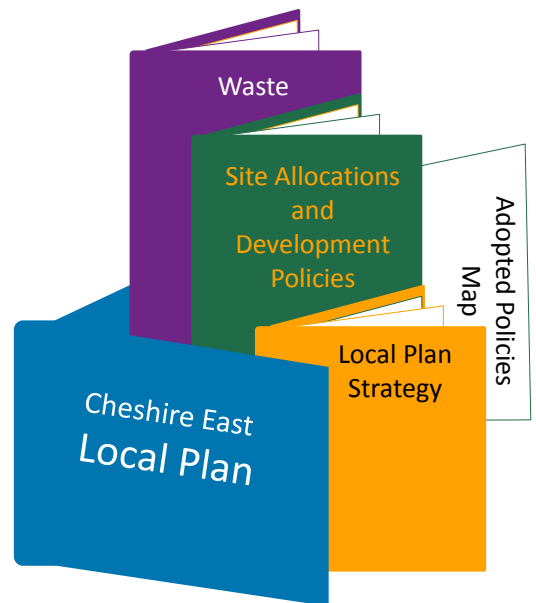 Waste
Site Allocations
and
Development
Policies
Adopted Policies
Map
Local Plan
Strategy
Cheshire East
Local Plan